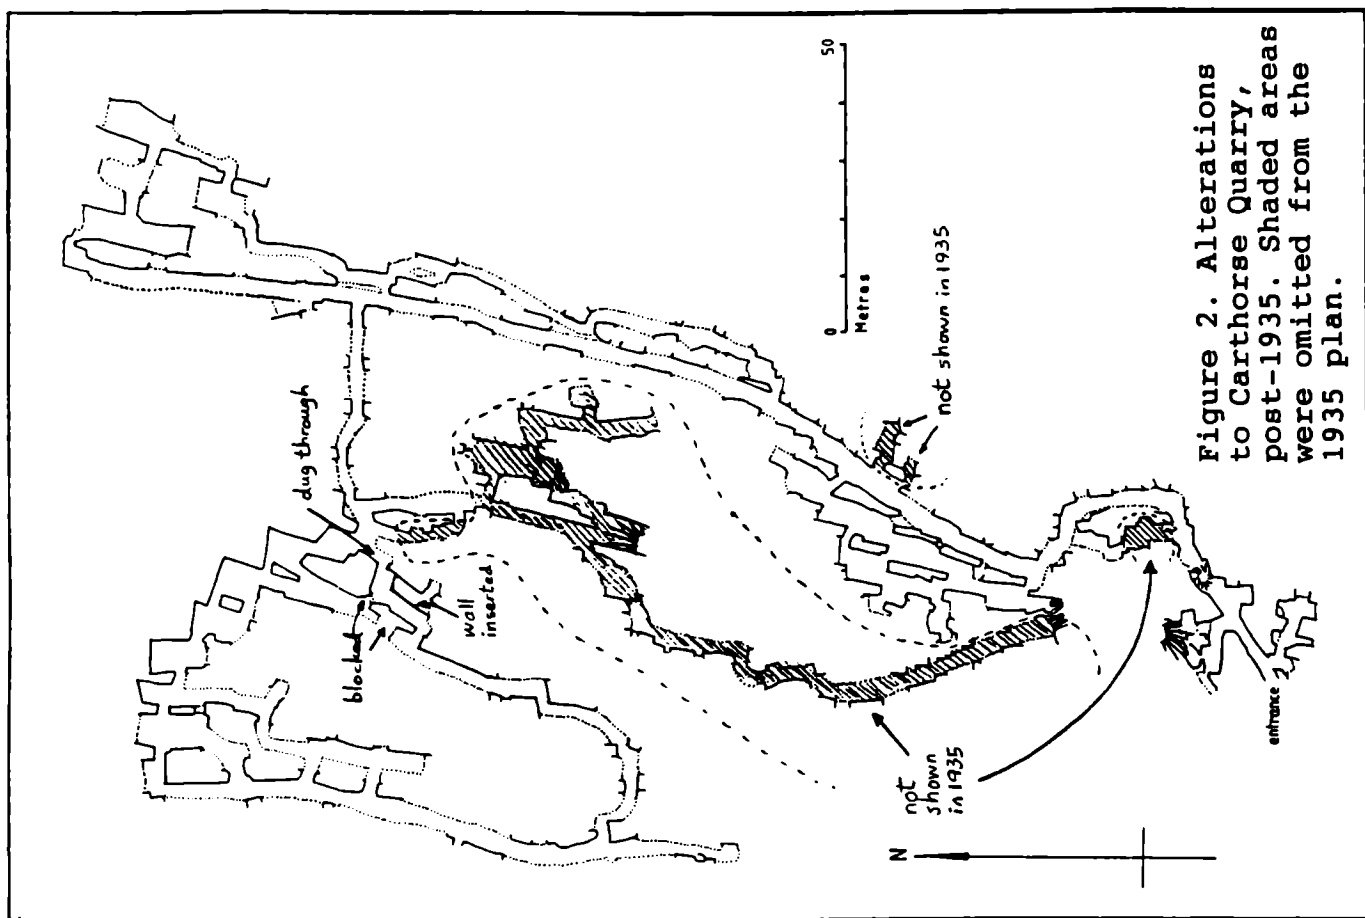 Figure 2. Alterations
to Carthorse Quarry,
post-1935. Shaded areas
were omitted from the
1935 plan.
0
50
Metres
dug through
blocked
wall
inserted
not shown in 1935
not
shown
in 1935
entrance
N